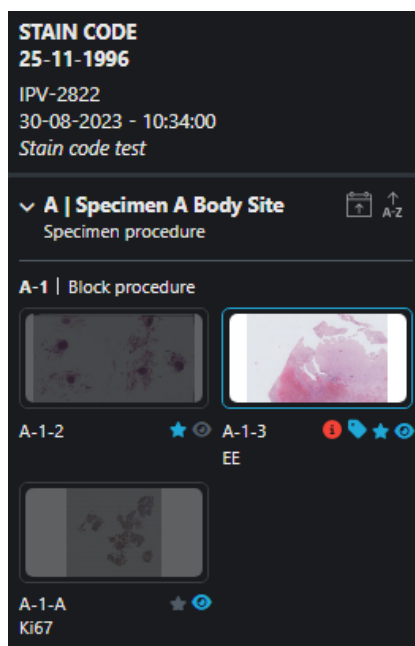 STAIN CODE
25-11-1996
IPV-2822
30-08-2023 - 10:34:00
Stain code test
A | Specimen A Body Site
A-Z
Specimen procedure
A-1 | Block procedure
A-1-2
A-1-3
EE
A-1-A
Ki67